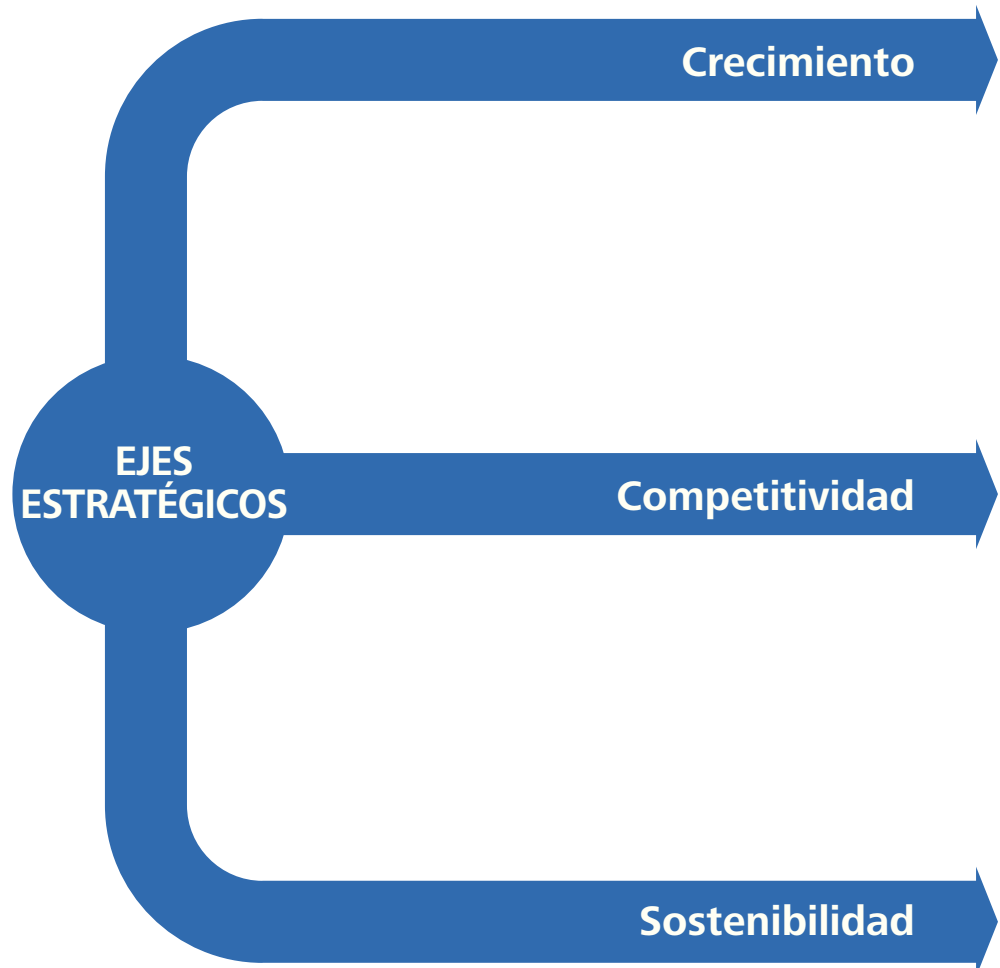 Crecimiento
EJES
ESTRATÉGICOS
Competitividad
Sostenibilidad